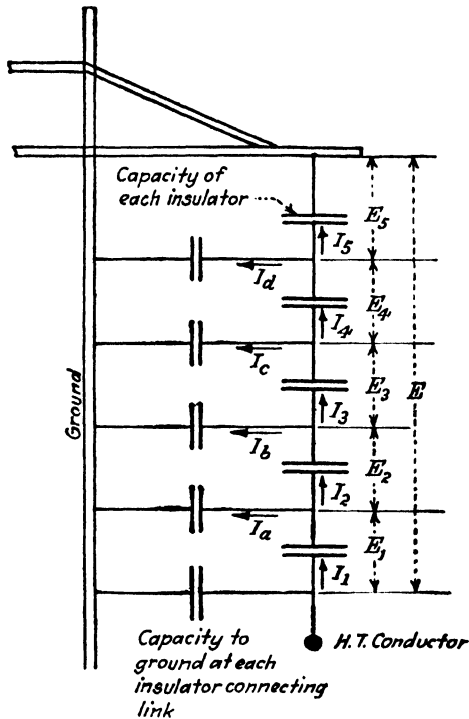 Capacity of
each insulator
E5
I5
Id
E4
I4
Ic
E3
I3
E
Ground
Ib
E2
I2
Ia
E1
I1
H.T. Conductor
Capacity to
ground at each
insulator connecting
link